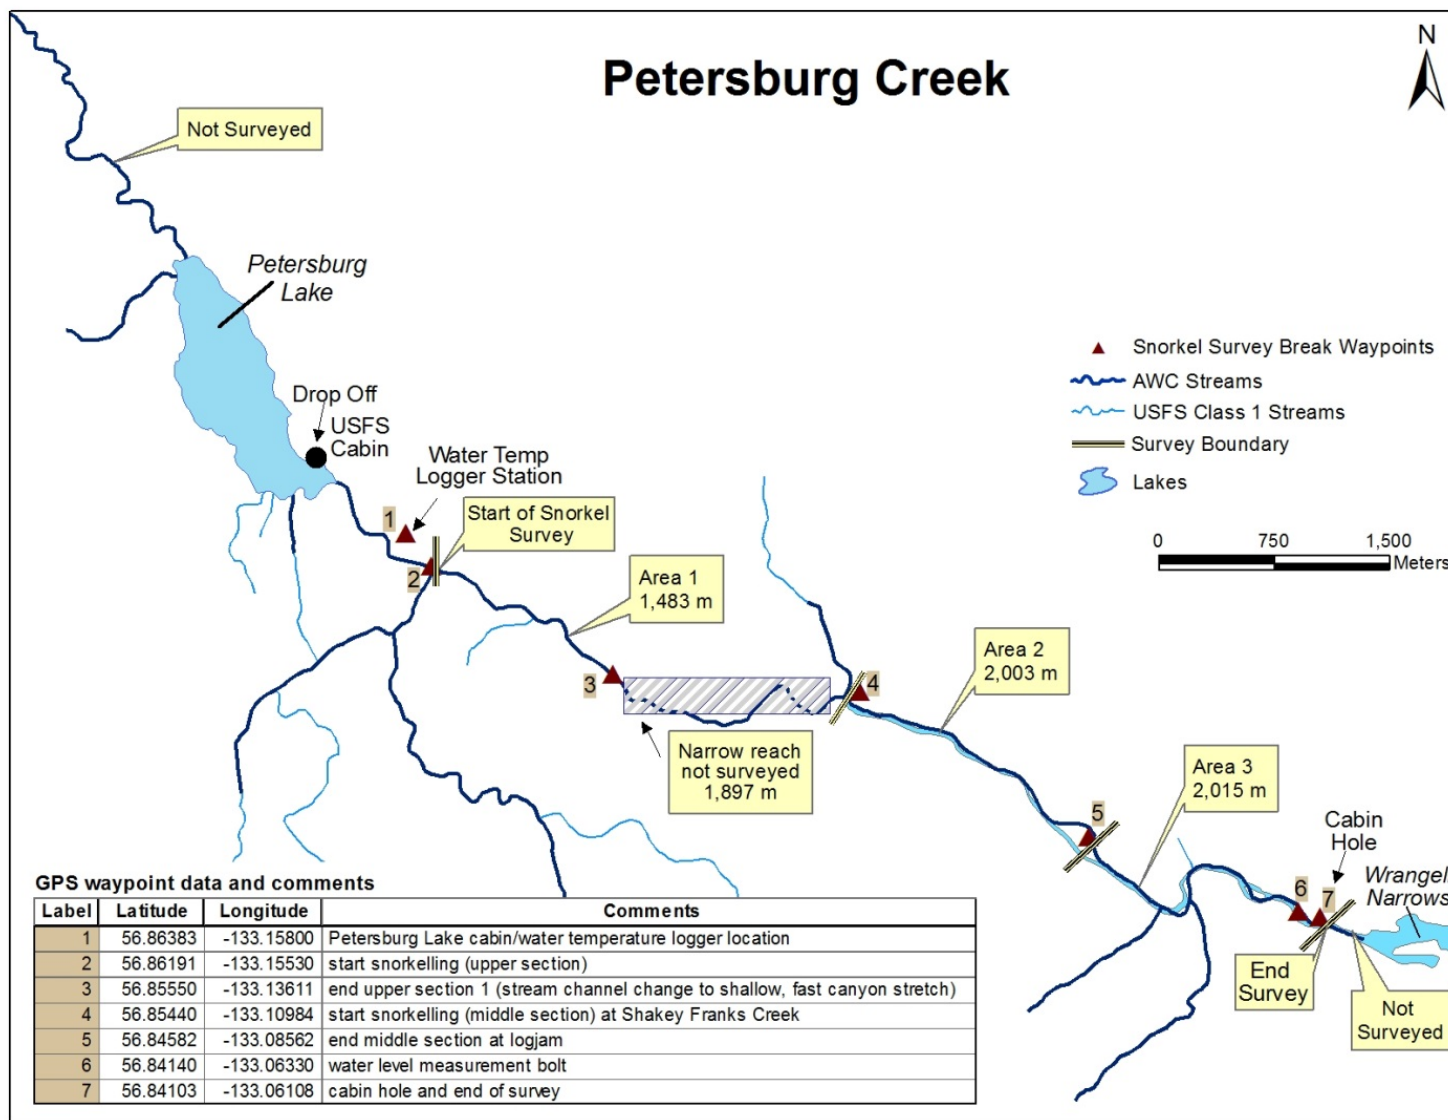 Petersburg Creek
N
Not Surveyed
Petersburg
Lake
Drop Off
USFS
Cabin
Water Temp
Logger Station
1
2
Start of Snorkel
Survey
Area 1
1,483 m
3
Narrow reach
not surveyed
1,897 m
4
Area 2
2,003 m
5
Area 3
2,015 m
6
7
Cabin
Hole
Wrangell
Narrows
End
Survey
Not
Surveyed
Snorkel Survey Break Waypoints
AWC Streams
USFS Class 1 Streams
Survey Boundary
Lakes
0 750 1,500
Meters
GPS waypoint data and comments
Label Latitude Longitude Comments
1 56.86383 -133.15800 Petersburg Lake cabin/water temperature logger location
2 56.86191 -133.15530 start snorkelling (upper section)
3 56.85550 -133.13611 end upper section 1 (stream channel change to shallow, fast canyon stretch)
4 56.85440 -133.10984 start snorkelling (middle section) at Shakey Franks Creek
5 56.84582 -133.08562 end middle section at logjam
6 56.84140 -133.06330 water level measurement bolt
7 56.84103 -133.06108 cabin hole and end of survey